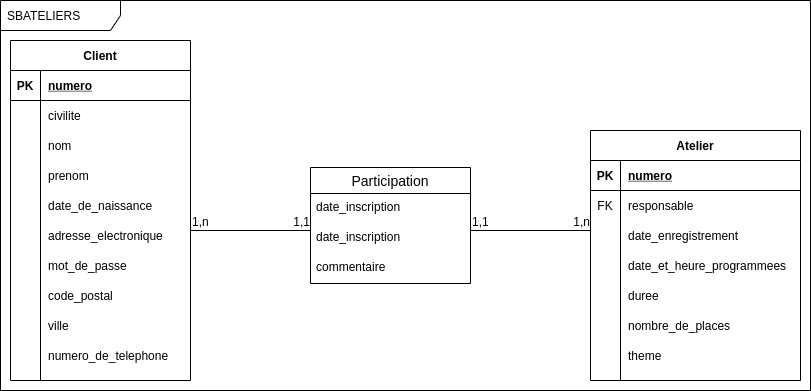 SBATELIERS
Client
PK numero
civilite
nom
prenom
date_de_naissance
adresse_electronique
mot_de_passe
code_postal
ville
numero_de_telephone
1,n
1,1
Participation
date_inscription
date_inscription
commentaire
1,1
1,n
Atelier
PK numero
FK responsable
date_enregistrement
date_et_heure_programmees
duree
nombre_de_places
theme